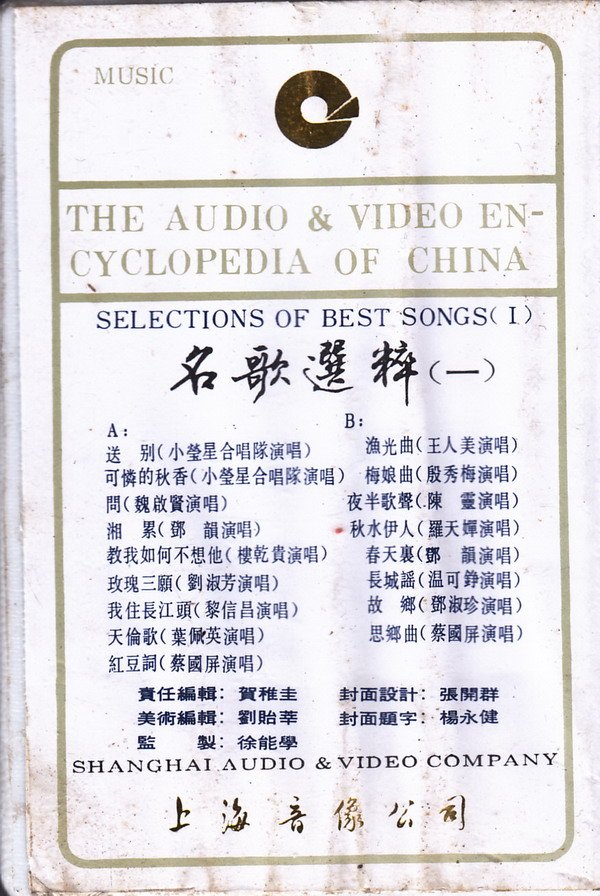 MUSIC
THE AUDIO & VIDEO EN-
CYCLOPEDIA OF CHINA
SELECTIONS OF BEST SONGS(I)
名歌選粹(一)
A:
送 別(小瑩星合唱隊演唱)
可憐的秋香(小瑩星合唱隊演唱)
問(魏啟賢演唱)
湘 累(鄧 韻演唱)
教我如何不想他(樓乾貴演唱)
玫瑰三願(劉淑芳演唱)
我住長江頭(黎信昌演唱)
天倫歌(葉佩英演唱)
紅豆詞(蔡國屏演唱)
B:
漁光曲(王人美演唱)
梅娘曲(殷秀梅演唱)
夜半歌聲(陳 靈演唱)
秋水伊人(羅天嬋演唱)
春天裏(鄧 韻演唱)
長城謠(温可錚演唱)
故 鄉(鄧淑珍演唱)
思鄉曲(蔡國屏演唱)
責任編輯: 賀稚圭
美術編輯: 劉貽莘
監 製: 徐能學
封面設計: 張開群
封面題字: 楊永健
SHANGHAI AUDIO & VIDEO COMPANY
上海音像公司